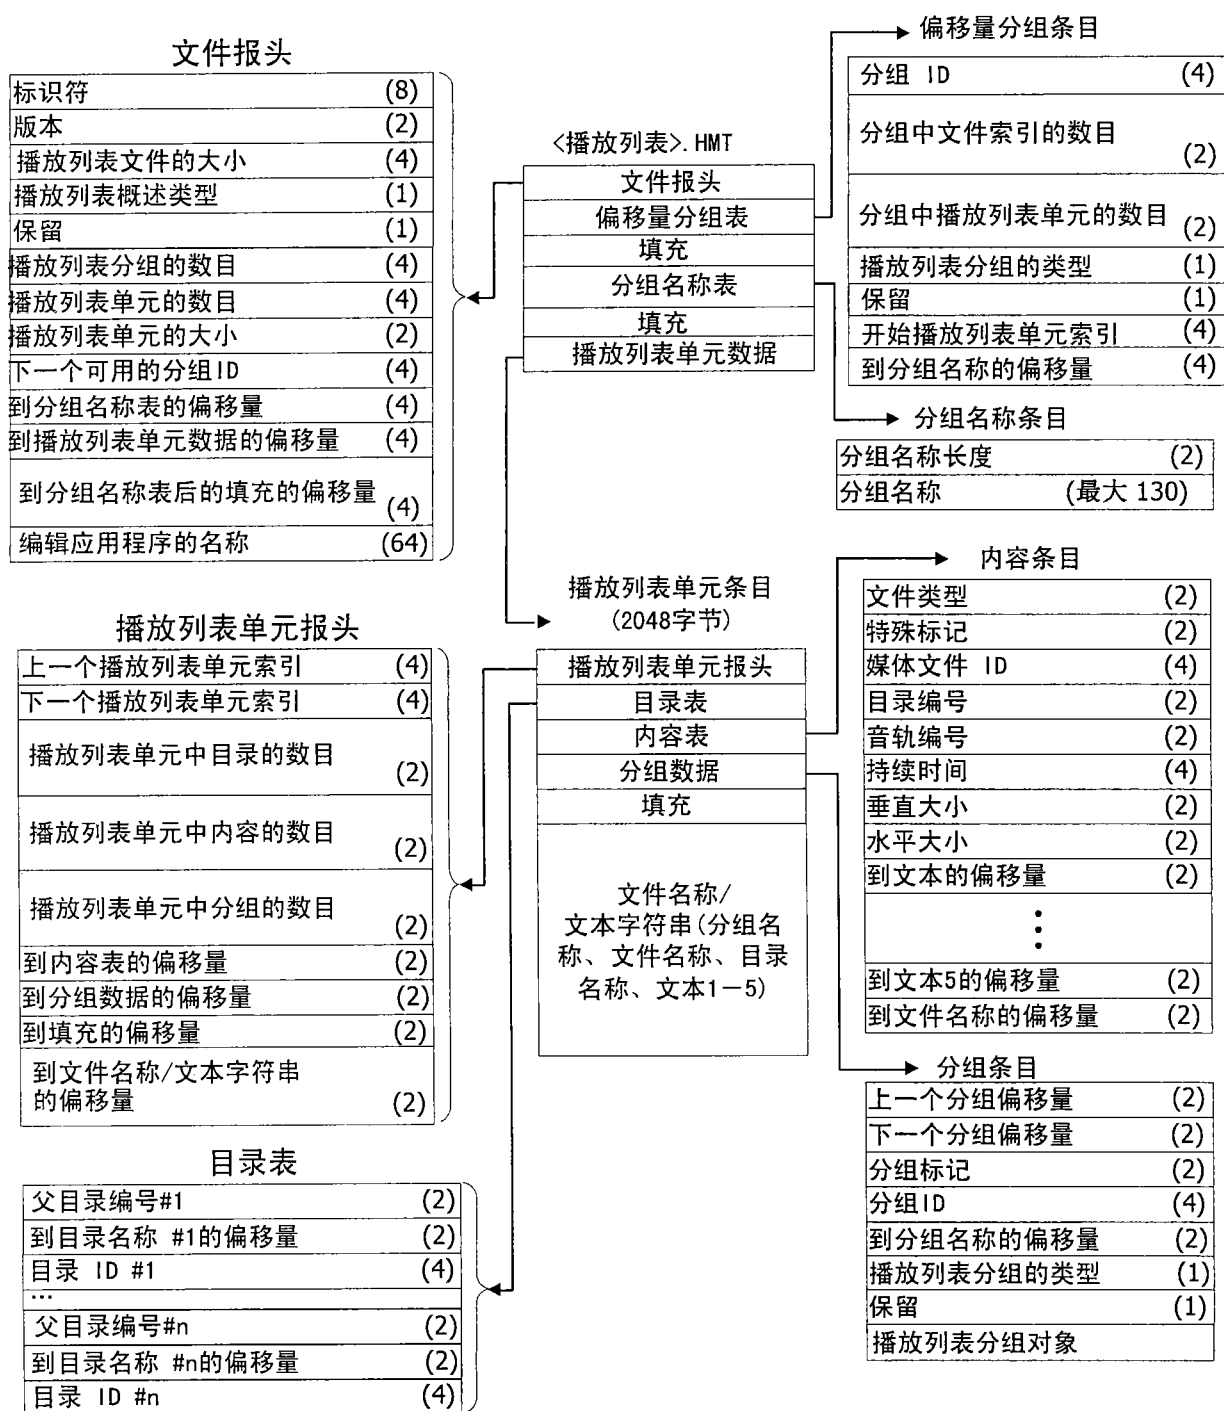 文件报头
标识符 (8)
版本 (2)
播放列表文件的大小 (4)
播放列表概述类型 (1)
保留 (1)
播放列表分组的数目 (4)
播放列表单元的数目 (4)
播放列表单元的大小 (2)
下一个可用的分组ID (4)
到分组名称表的偏移量 (4)
到播放列表单元数据的偏移量 (4)
到分组名称表后的填充的偏移量 (4)
编辑应用程序的名称 (64)
<播放列表>.HMT
文件报头
偏移量分组表
填充
分组名称表
填充
播放列表单元数据
偏移量分组条目
分组 ID (4)
分组中文件索引的数目 (2)
分组中播放列表单元的数目 (2)
播放列表分组的类型 (1)
保留 (1)
开始播放列表单元索引 (4)
到分组名称的偏移量 (4)
分组名称条目
分组名称长度 (2)
分组名称 (最大 130)
播放列表单元报头
上一个播放列表单元索引 (4)
下一个播放列表单元索引 (4)
播放列表单元中目录的数目 (2)
播放列表单元中内容的数目 (2)
播放列表单元中分组的数目 (2)
到内容表的偏移量 (2)
到分组数据的偏移量 (2)
到填充的偏移量 (2)
到文件名称/文本字符串
的偏移量 (2)
播放列表单元条目
(2048字节)
播放列表单元报头
目录表
内容表
分组数据
填充
文件名称/
文本字符串(分组名
称、文件名称、目录
名称、文本1－5)
内容条目
文件类型 (2)
特殊标记 (2)
媒体文件 ID (4)
目录编号 (2)
音轨编号 (2)
持续时间 (4)
垂直大小 (2)
水平大小 (2)
到文本的偏移量 (2)
⋮
到文本5的偏移量 (2)
到文件名称的偏移量 (2)
分组条目
上一个分组偏移量 (2)
下一个分组偏移量 (2)
分组标记 (2)
分组ID (4)
到分组名称的偏移量 (2)
播放列表分组的类型 (1)
保留 (1)
播放列表分组对象
目录表
父目录编号#1 (2)
到目录名称 #1的偏移量 (2)
目录 ID #1 (4)
…
父目录编号#n (2)
到目录名称 #n的偏移量 (2)
目录 ID #n (4)